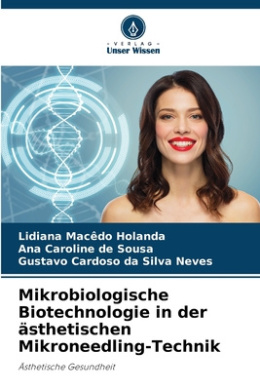 • VERLAG •
Unser Wissen
Lidiana Macêdo Holanda
Ana Caroline de Sousa
Gustavo Cardoso da Silva Neves
Mikrobiologische
Biotechnologie in der
ästhetischen
Mikroneedling-Technik
Ästhetische Gesundheit